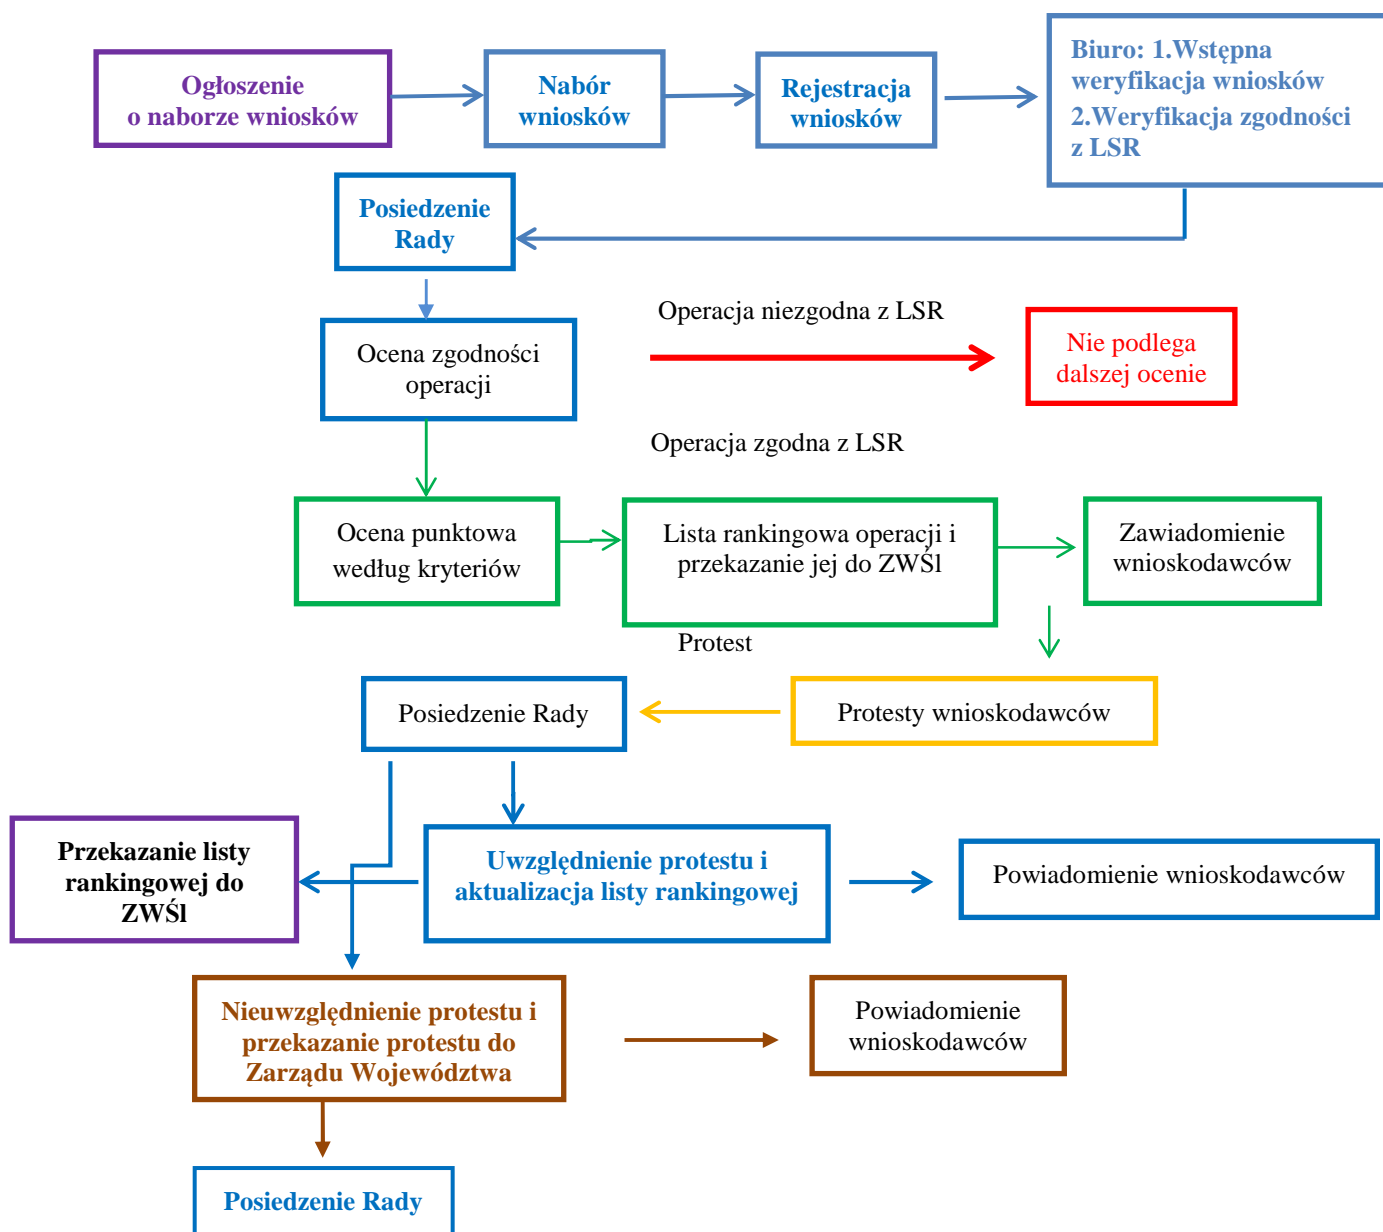 Ogłoszenie
o naborze wniosków
Nabór
wniosków
Rejestracja
wniosków
Biuro: 1.Wstępna
weryfikacja wniosków
2.Weryfikacja zgodności
z LSR
Posiedzenie
Rady
Operacja niezgodna z LSR
Ocena zgodności
operacji
Nie podlega
dalszej ocenie
Operacja zgodna z LSR
Ocena punktowa
według kryteriów
Lista rankingowa operacji i
przekazanie jej do ZWŚl
Zawiadomienie
wnioskodawców
Protest
Posiedzenie Rady
Protesty wnioskodawców
Przekazanie listy
rankingowej do
ZWŚl
Uwzględnienie protestu i
aktualizacja listy rankingowej
Powiadomienie wnioskodawców
Nieuwzględnienie protestu i
przekazanie protestu do
Zarządu Województwa
Powiadomienie
wnioskodawców
Posiedzenie Rady